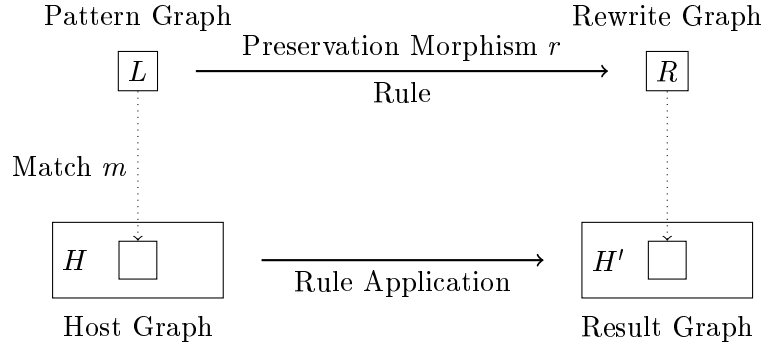 Pattern Graph
Rewrite Graph
Preservation Morphism r
L
R
Rule
Match m
H
H'
Rule Application
Host Graph
Result Graph